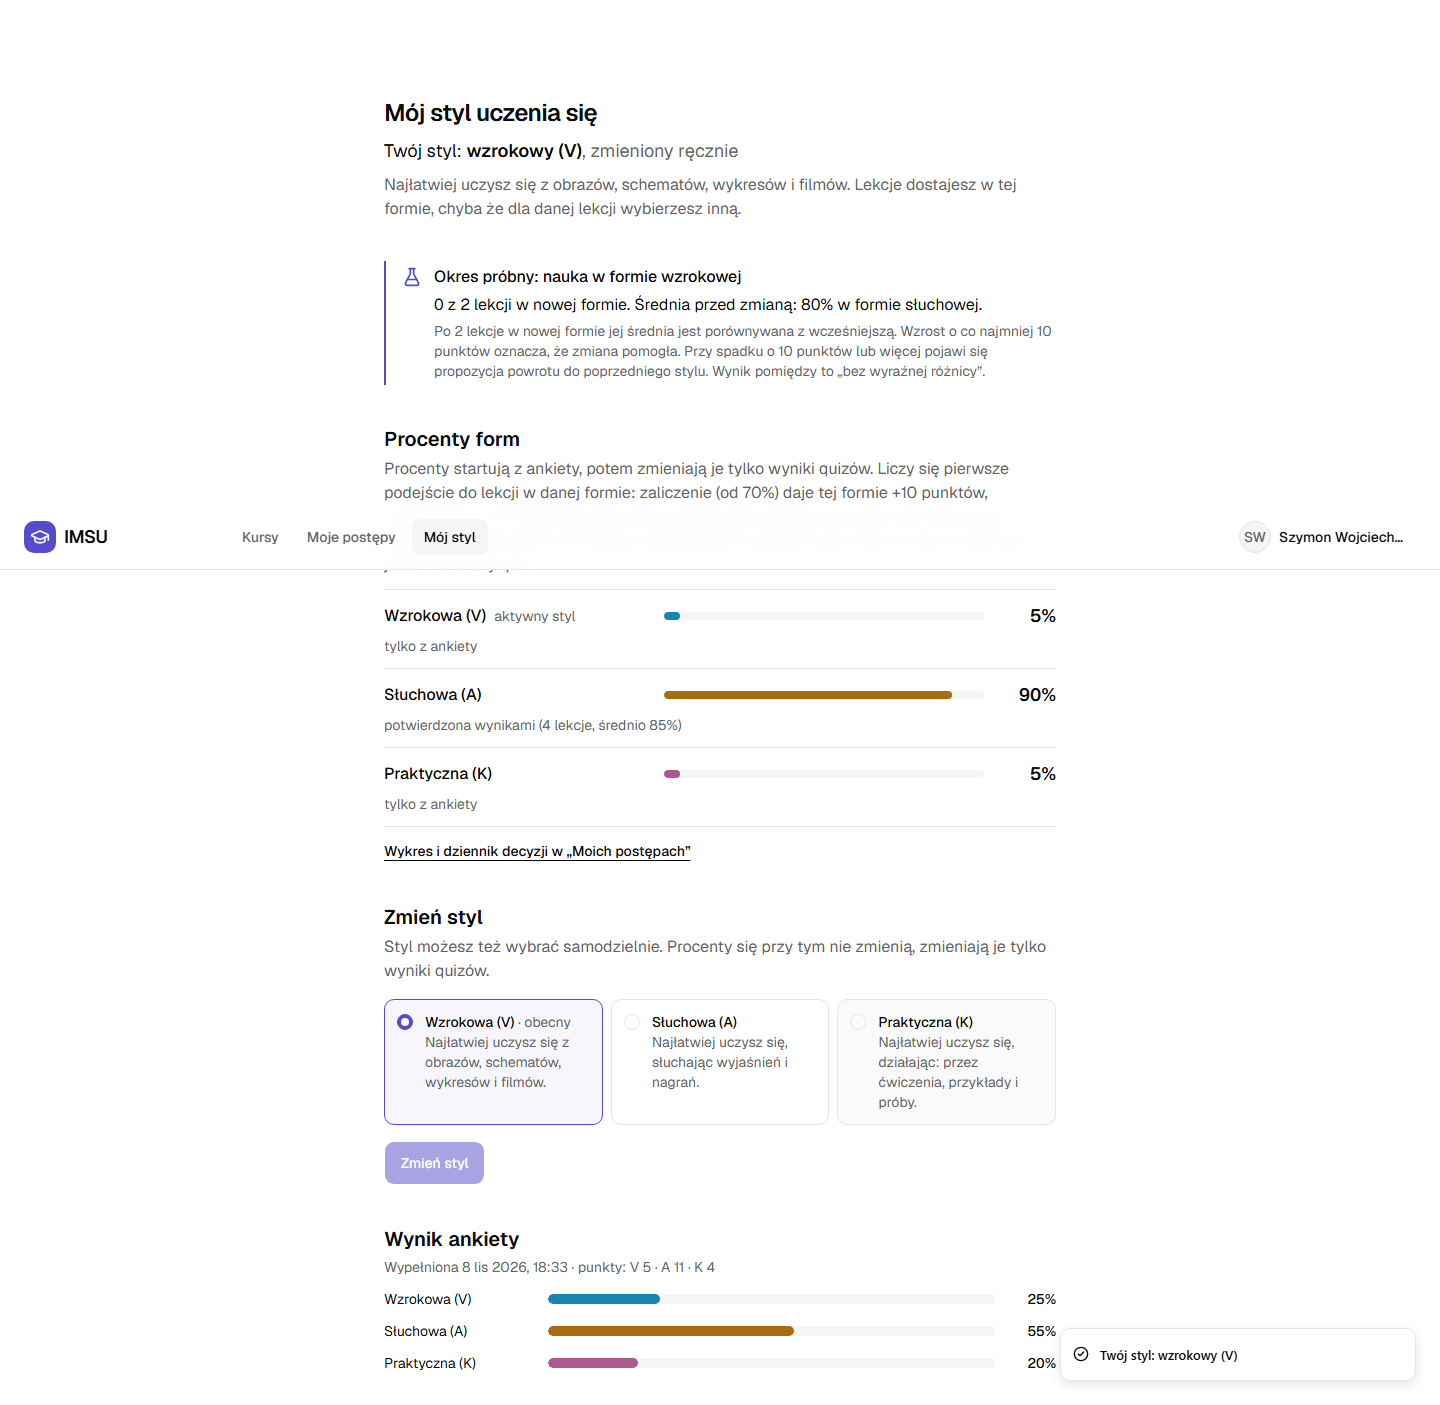 Mój styl uczenia się
Twój styl: wzrokowy (V), zmieniony ręcznie
Najłatwiej uczysz się z obrazów, schematów, wykresów i filmów. Lekcje dostajesz w tej
formie, chyba że dla danej lekcji wybierzesz inną.
Okres próbny: nauka w formie wzrokowej
0 z 2 lekcji w nowej formie. Średnia przed zmianą: 80% w formie słuchowej.
Po 2 lekcje w nowej formie jej średnia jest porównywana z wcześniejszą. Wzrost o co najmniej 10
punktów oznacza, że zmiana pomogła. Przy spadku o 10 punktów lub więcej pojawi się
propozycja powrotu do poprzedniego stylu. Wynik pomiędzy to „bez wyraźnej różnicy”.
Procenty form
Procenty startują z ankiety, potem zmieniają je tylko wyniki quizów. Liczy się pierwsze
podejście do lekcji w danej formie: zaliczenie (od 70%) daje tej formie +10 punktów,
IMSU
Kursy
Moje postępy
Mój styl
SW
Szymon Wojciech...
Wzrokowa (V) aktywny styl
5%
tylko z ankiety
Słuchowa (A)
90%
potwierdzona wynikami (4 lekcje, średnio 85%)
Praktyczna (K)
5%
tylko z ankiety
Wykres i dziennik decyzji w „Moich postępach”
Zmień styl
Styl możesz też wybrać samodzielnie. Procenty się przy tym nie zmienią, zmieniają je tylko
wyniki quizów.
Wzrokowa (V) · obecny
Najłatwiej uczysz się z
obrazów, schematów,
wykresów i filmów.
Słuchowa (A)
Najłatwiej uczysz się,
słuchając wyjaśnień i
nagrań.
Praktyczna (K)
Najłatwiej uczysz się,
działając: przez
ćwiczenia, przykłady i
próby.
Zmień styl
Wynik ankiety
Wypełniona 8 lis 2026, 18:33 · punkty: V 5 · A 11 · K 4
Wzrokowa (V)
25%
Słuchowa (A)
55%
Praktyczna (K)
20%
Twój styl: wzrokowy (V)